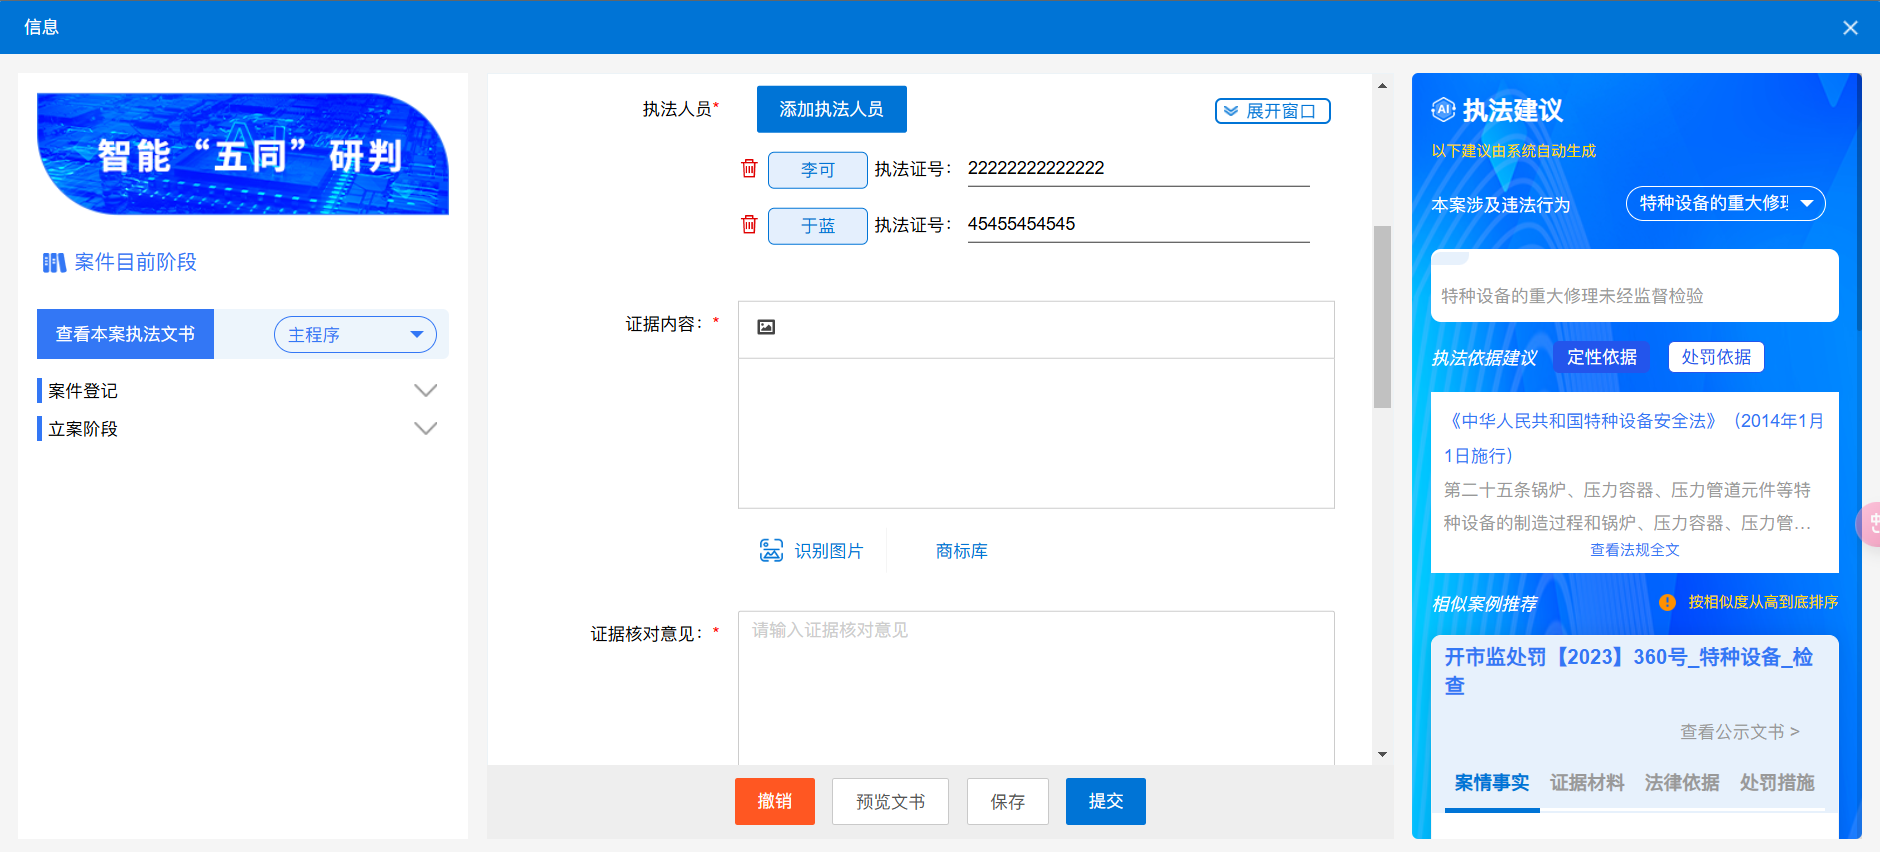 信息
智能“五同”研判
案件目前阶段
查看本案执法文书
主程序
案件登记
立案阶段
执法人员*
添加执法人员
展开窗口
李可 执法证号： 22222222222222
于蓝 执法证号： 45455454545
证据内容： *
识别图片
商标库
证据核对意见： *
请输入证据核对意见
撤销
预览文书
保存
提交
AI 执法建议
以下建议由系统自动生成
本案涉及违法行为
特种设备的重大修
特种设备的重大修理未经监督检验
执法依据建议
定性依据
处罚依据
《中华人民共和国特种设备安全法》（2014年1月
1日施行）
第二十五条锅炉、压力容器、压力管道元件等特
种设备的制造过程和锅炉、压力容器、压力管...
查看法规全文
相似案例推荐
按相似度从高到底排序
开市监处罚【2023】360号_特种设备_检
查
查看公示文书 >
案情事实
证据材料
法律依据
处罚措施